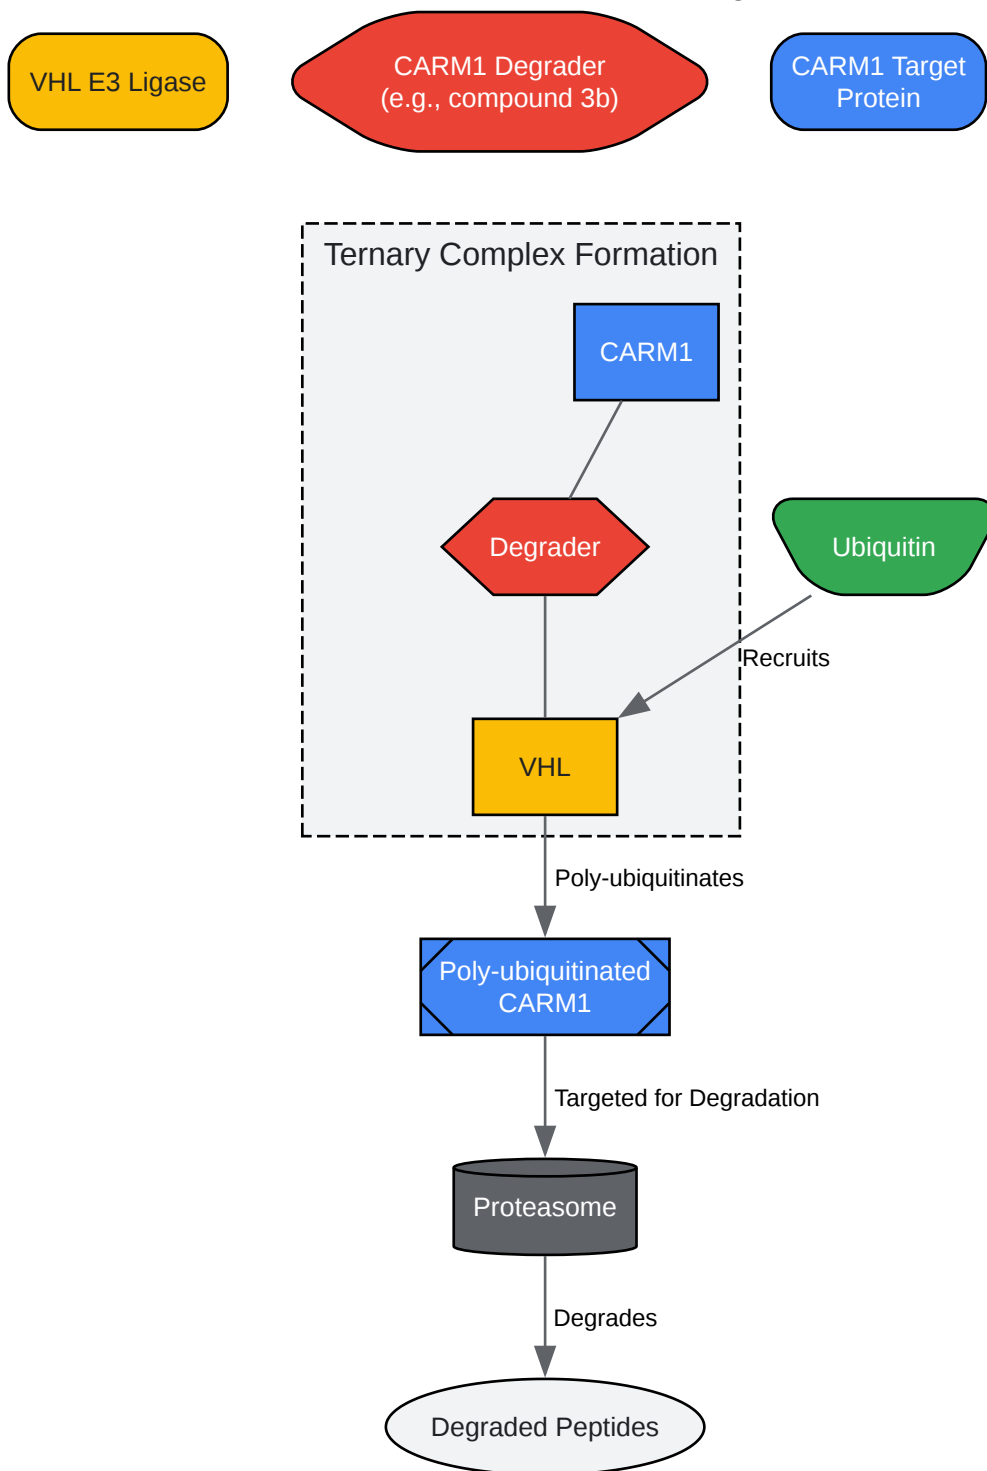 VHL E3 Ligase
CARM1 Degrader
(e.g., compound 3b)
CARM1 Target
Protein
Ternary Complex Formation
CARM1
Degrader
Ubiquitin
Recruits
VHL
Poly-ubiquitinates
Poly-ubiquitinated
CARM1
Targeted for Degradation
Proteasome
Degrades
Degraded Peptides